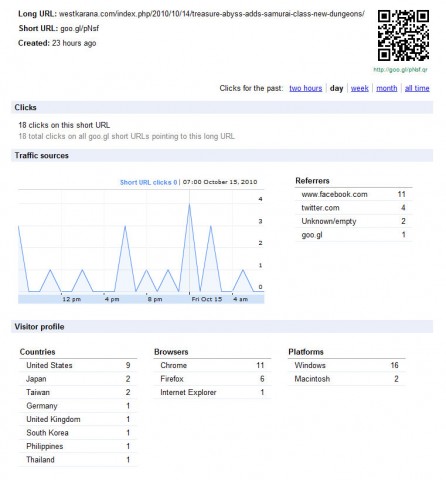 Long URL: westkarana.com/index.php/2010/10/14/treasure-abyss-adds-samurai-class-new-dungeons/
Short URL: goo.gl/pNsf
Created: 23 hours ago
http://goo.gl/pNsf.qr
Clicks for the past: two hours | day | week | month | all time
Clicks
18 clicks on this short URL
18 total clicks on all goo.gl short URLs pointing to this long URL
Traffic sources
Short URL clicks 0 | 07:00 October 15, 2010
4
3
2
1
0
12 pm 4 pm 8 pm Fri Oct 15 4 am
Referrers
www.facebook.com 11
twitter.com 4
Unknown/empty 2
goo.gl 1
Visitor profile
Countries
United States 9
Japan 2
Taiwan 2
Germany 1
United Kingdom 1
South Korea 1
Philippines 1
Thailand 1
Browsers
Chrome 11
Firefox 6
Internet Explorer 1
Platforms
Windows 16
Macintosh 2